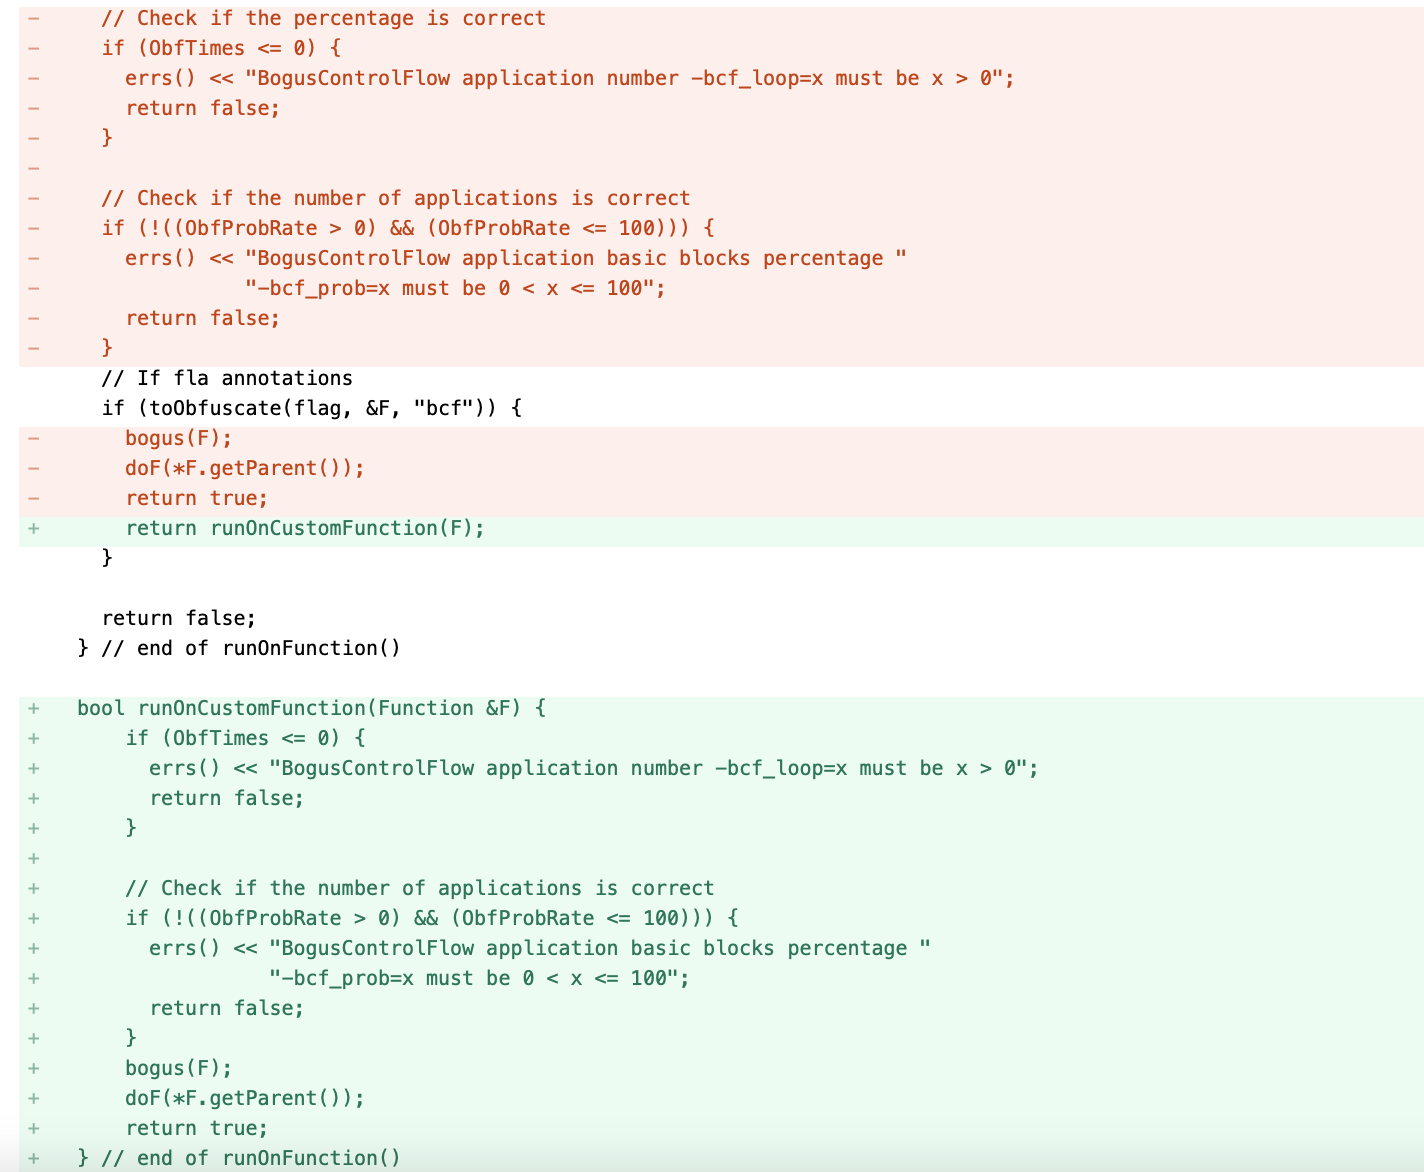 -     // Check if the percentage is correct
-     if (ObfTimes <= 0) {
-       errs() << "BogusControlFlow application number -bcf_loop=x must be x > 0";
-       return false;
-     }
-
-     // Check if the number of applications is correct
-     if (!((ObfProbRate > 0) && (ObfProbRate <= 100))) {
-       errs() << "BogusControlFlow application basic blocks percentage "
-                 "-bcf_prob=x must be 0 < x <= 100";
-       return false;
-     }
      // If fla annotations
      if (toObfuscate(flag, &F, "bcf")) {
-       bogus(F);
-       doF(*F.getParent());
-       return true;
+       return runOnCustomFunction(F);
      }

      return false;
    } // end of runOnFunction()

+   bool runOnCustomFunction(Function &F) {
+       if (ObfTimes <= 0) {
+         errs() << "BogusControlFlow application number -bcf_loop=x must be x > 0";
+         return false;
+       }
+
+       // Check if the number of applications is correct
+       if (!((ObfProbRate > 0) && (ObfProbRate <= 100))) {
+         errs() << "BogusControlFlow application basic blocks percentage "
+                   "-bcf_prob=x must be 0 < x <= 100";
+         return false;
+       }
+       bogus(F);
+       doF(*F.getParent());
+       return true;
+   } // end of runOnFunction()